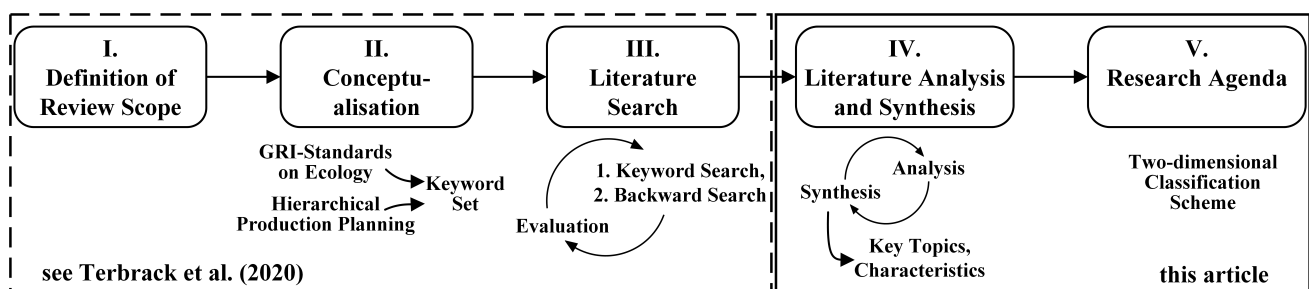 I.
Definition of
Review Scope
II.
Conceptu-
alisation
III.
Literature
Search
IV.
Literature Analysis
and Synthesis
V.
Research Agenda
GRI-Standards
on Ecology
Hierarchical
Production Planning
Keyword
Set
1. Keyword Search,
2. Backward Search
Evaluation
Analysis
Synthesis
Key Topics,
Characteristics
Two-dimensional
Classification
Scheme
see Terbrack et al. (2020)
this article